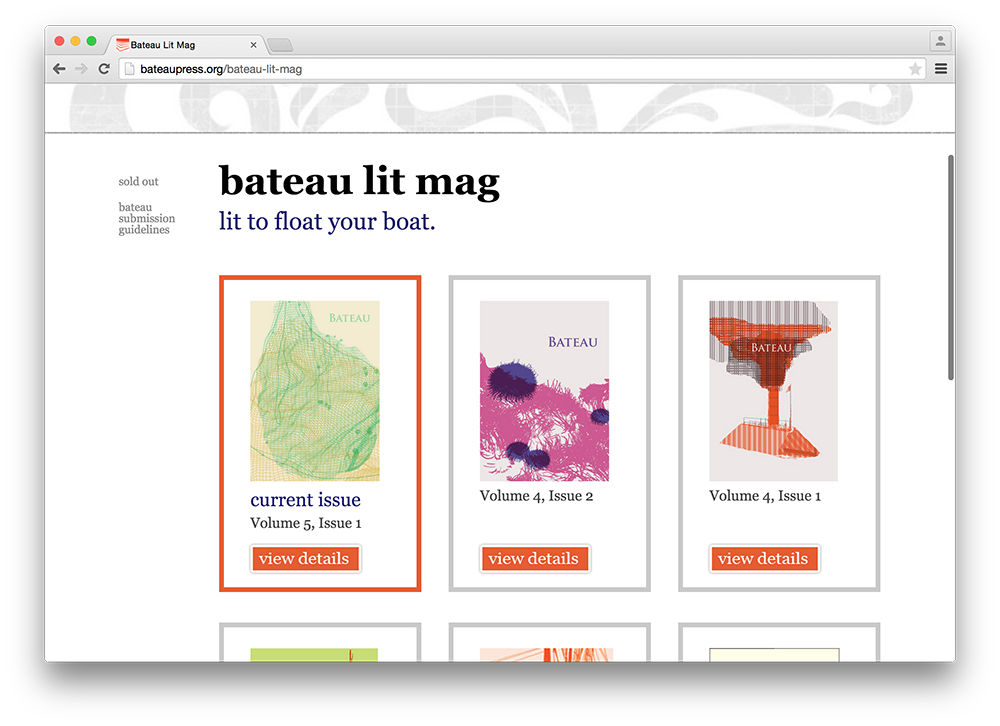 Bateau Lit Mag
bateaupress.org/bateau-lit-mag
sold out
bateau
submission
guidelines
bateau lit mag
lit to float your boat.
BATEAU
BATEAU
BATEAU
current issue
Volume 5, Issue 1
view details
Volume 4, Issue 2
view details
Volume 4, Issue 1
view details